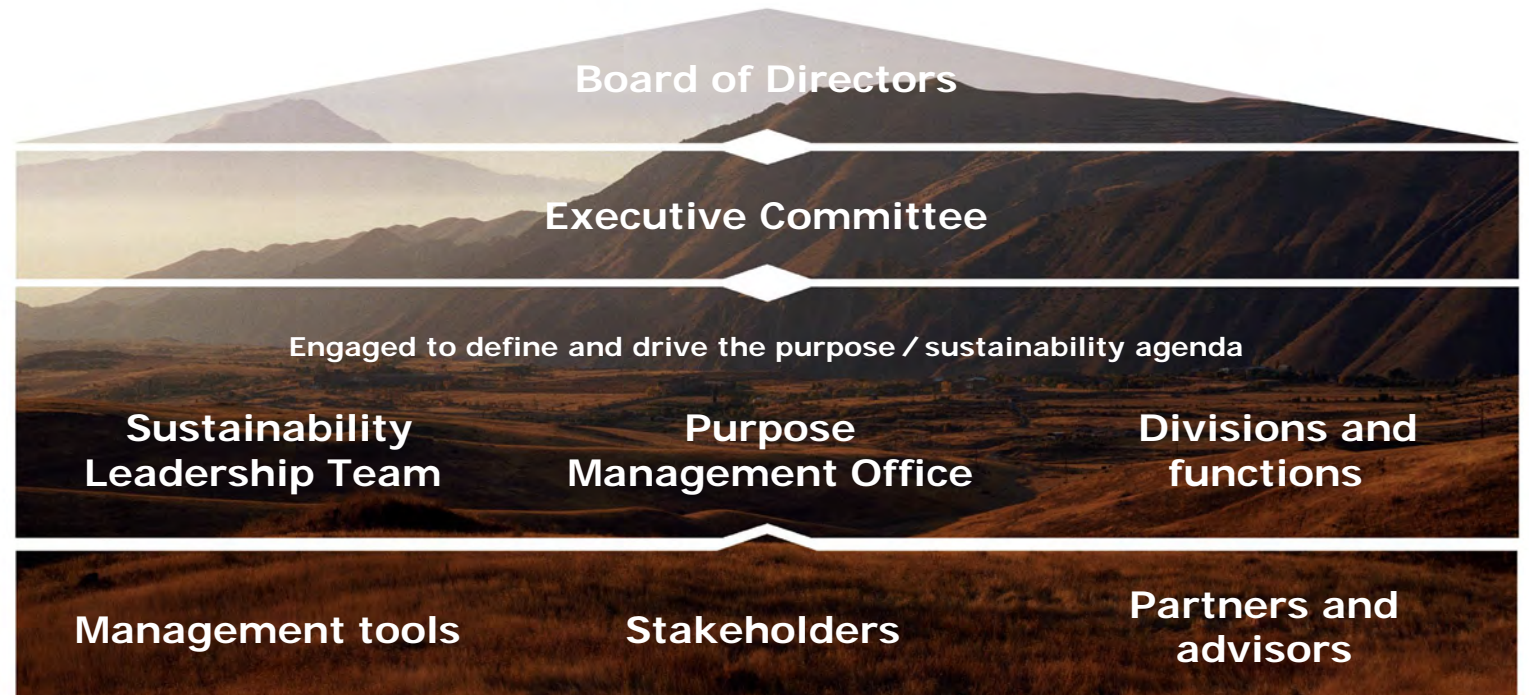 Board of Directors
Executive Committee
Engaged to define and drive the purpose / sustainability agenda
Sustainability
Leadership Team
Purpose
Management Office
Divisions and
functions
Management tools
Stakeholders
Partners and
advisors